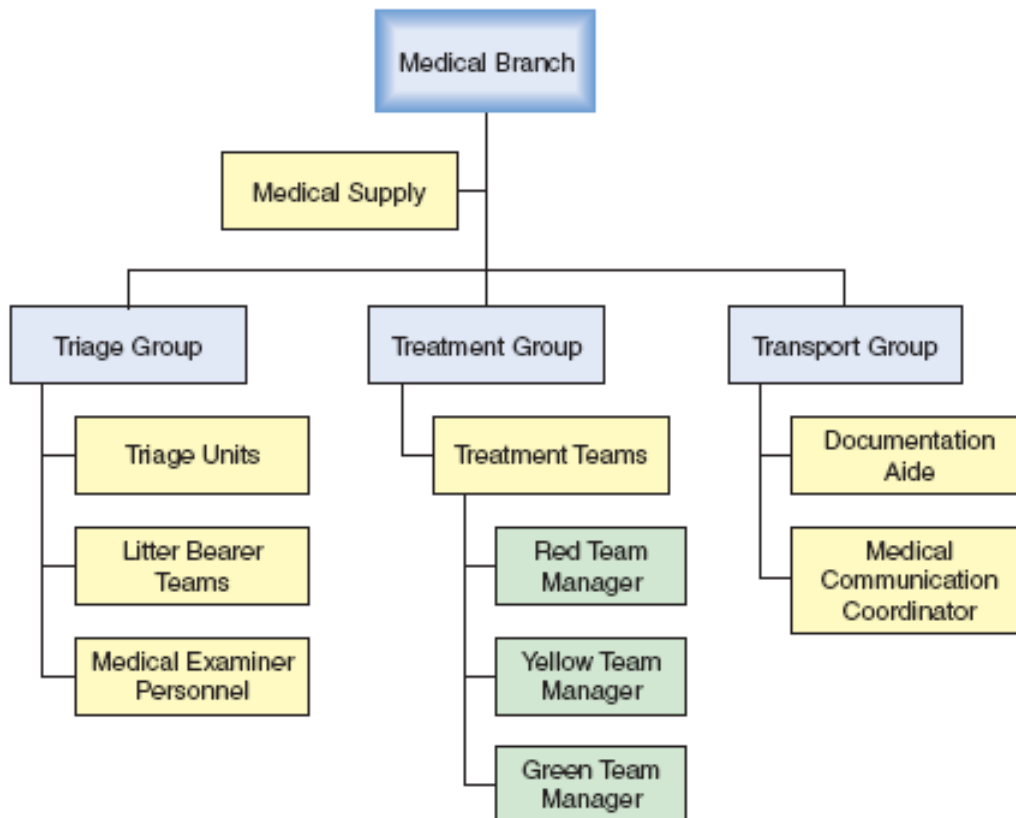 Medical Branch
Medical Supply
Triage Group
Treatment Group
Transport Group
Triage Units
Litter Bearer
Teams
Medical Examiner
Personnel
Treatment Teams
Red Team
Manager
Yellow Team
Manager
Green Team
Manager
Documentation
Aide
Medical
Communication
Coordinator